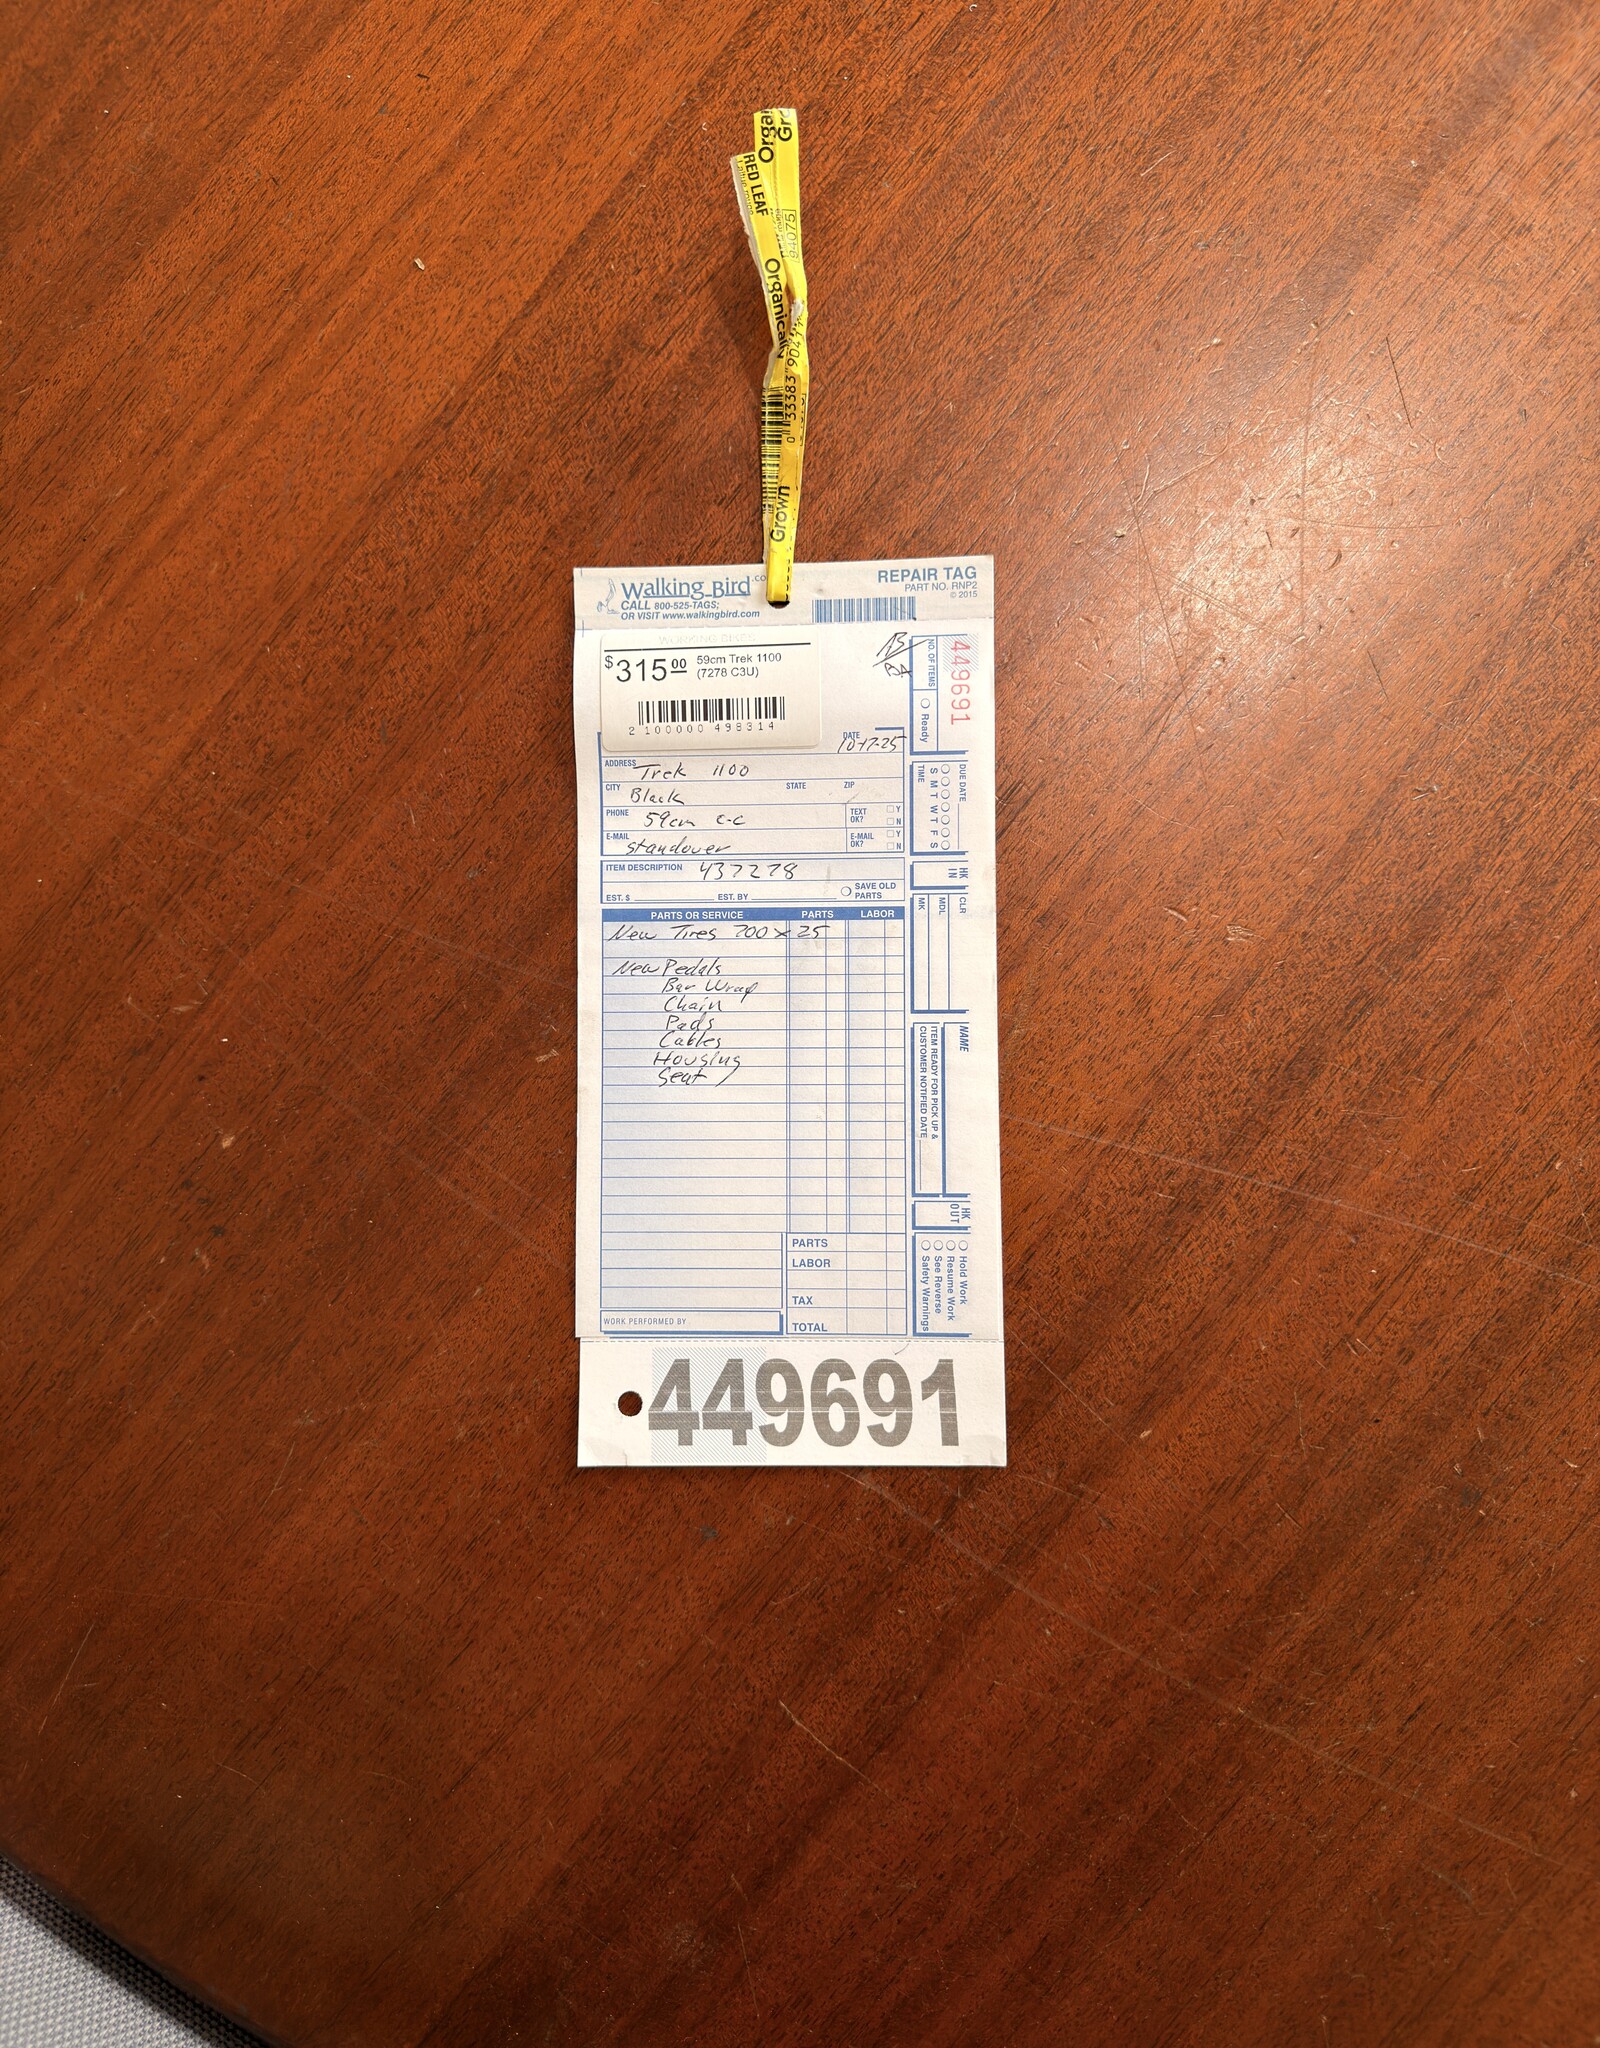 Orga
Gr
RED LEAF
94075
Organically
0 33383 904
Grown
Walking_Bird.co
CALL 800-525-TAGS;
OR VISIT www.walkingbird.com
REPAIR TAG
PART NO. RNP2
© 2015
$315.00
59cm Trek 1100
(7278 C3U)
2 100000 498314
449691
NO. OF ITEMS
Ready
DATE
10-17-25
ADDRESS Trek 1100
CITY Black STATE ZIP
PHONE 59cm c-c TEXT OK? Y N
E-MAIL standover E-MAIL OK? Y N
ITEM DESCRIPTION 437278
EST. $ EST. BY SAVE OLD PARTS
PARTS OR SERVICE PARTS LABOR
New Tires 700 x 25
New Pedals
Bar Wrap
Chain
Pads
Cables
Housing
Seat
PARTS
LABOR
TAX
TOTAL
WORK PERFORMED BY
DUE DATE
S M T W T F S
TIME
HK IN
CLR
MDL
MK
NAME
ITEM READY FOR PICK UP &
CUSTOMER NOTIFIED DATE
HK OUT
Hold Work
Resume Work
See Reverse
Safety Warnings
449691